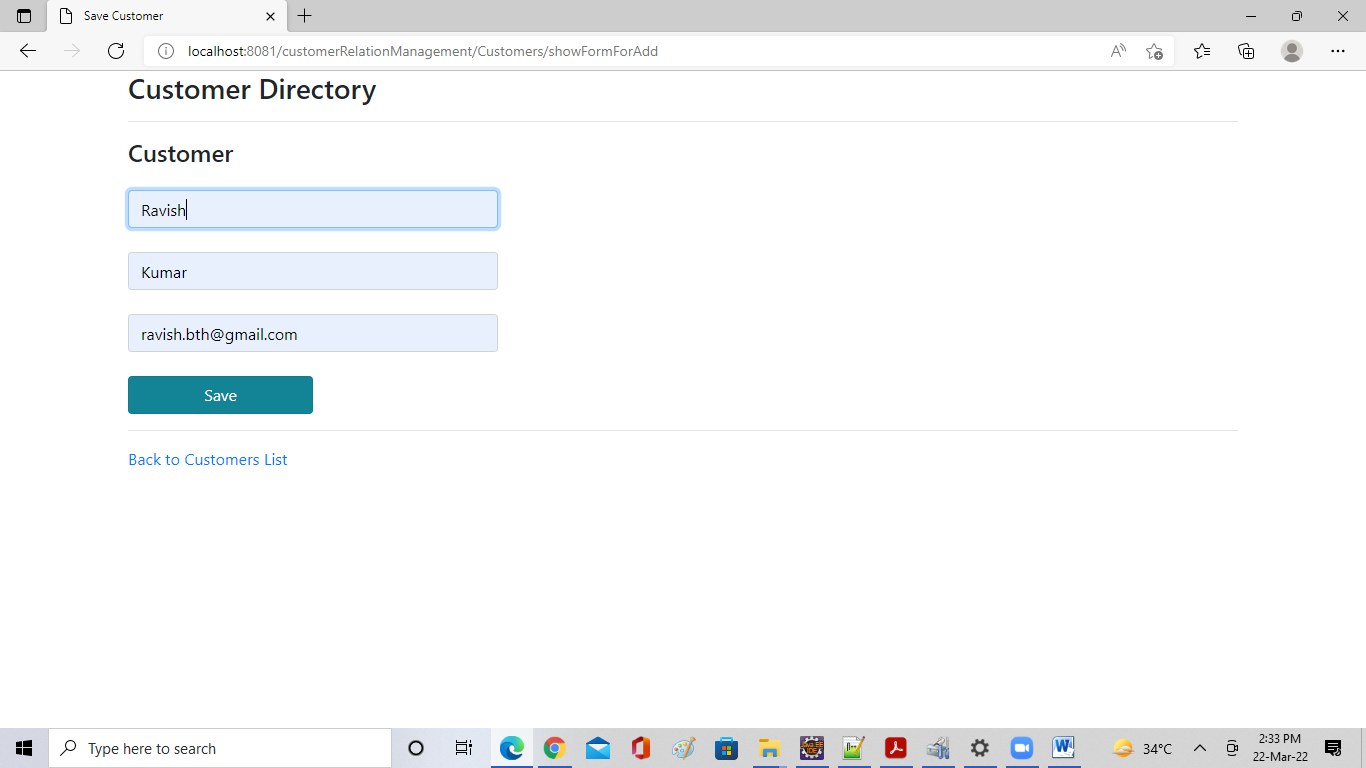 Save Customer
localhost:8081/customerRelationManagement/Customers/showFormForAdd
Customer Directory
Customer
Ravish
Kumar
ravish.bth@gmail.com
Save
Back to Customers List
Type here to search
34°C
2:33 PM
22-Mar-22